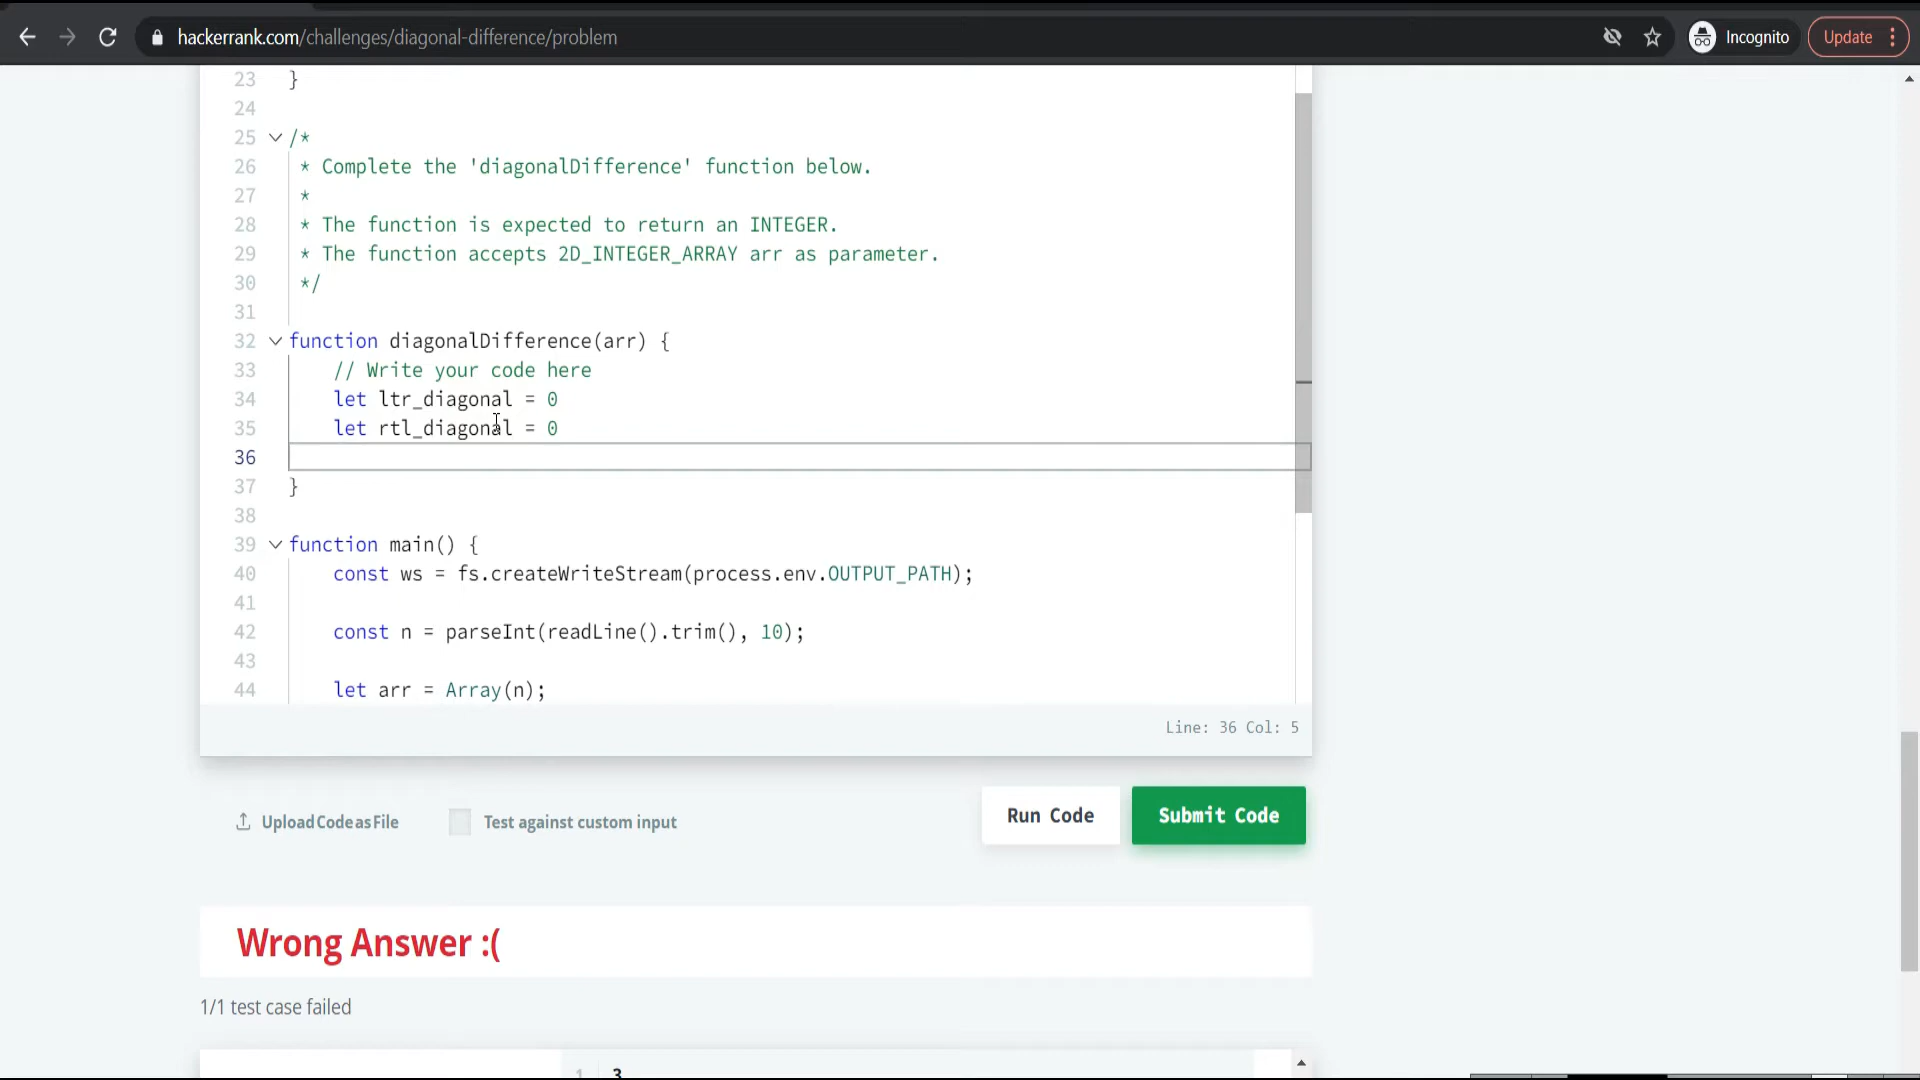 hackerrank.com/challenges/diagonal-difference/problem
Incognito
Update
23 }
24
25 /*
26 * Complete the 'diagonalDifference' function below.
27 *
28 * The function is expected to return an INTEGER.
29 * The function accepts 2D_INTEGER_ARRAY arr as parameter.
30 */
31
32 function diagonalDifference(arr) {
33 // Write your code here
34 let ltr_diagonal = 0
35 let rtl_diagonal = 0
36
37 }
38
39 function main() {
40 const ws = fs.createWriteStream(process.env.OUTPUT_PATH);
41
42 const n = parseInt(readLine().trim(), 10);
43
44 let arr = Array(n);
Line: 36 Col: 5
Upload Code as File
Test against custom input
Run Code
Submit Code
Wrong Answer :(
1/1 test case failed
1 3